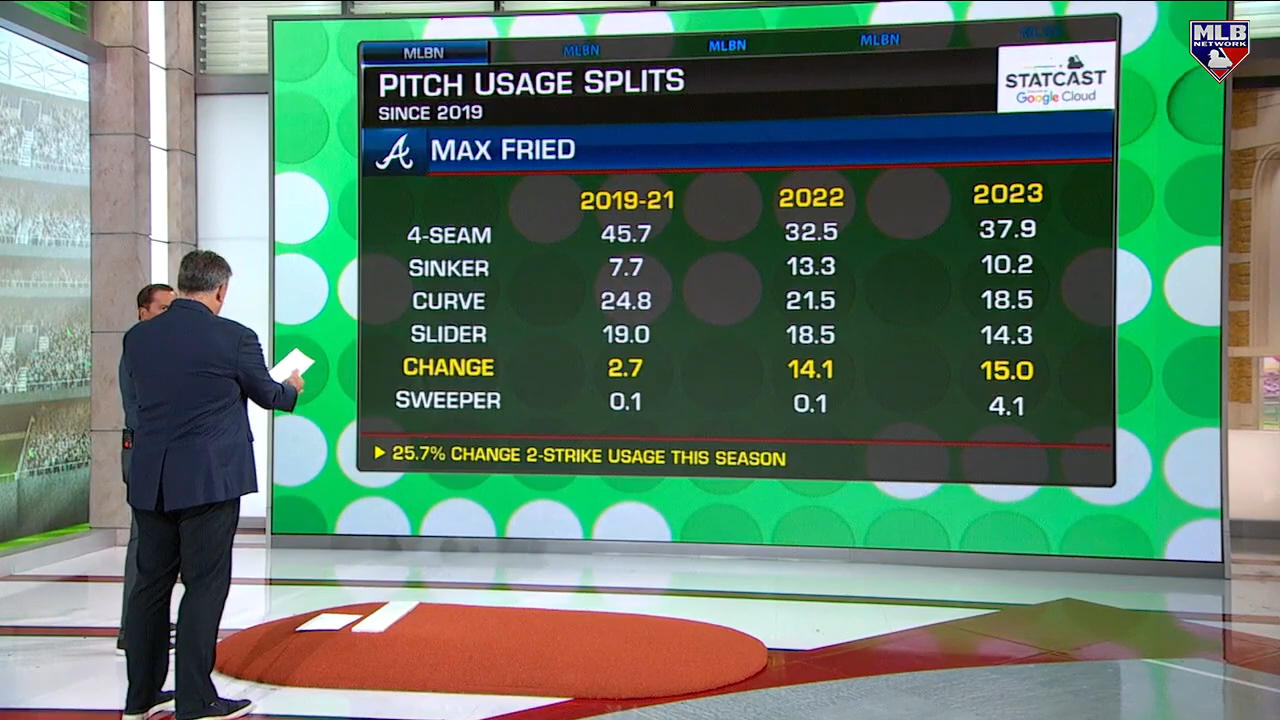 MLBN MLBN MLBN MLBN MLBN
MLB
NETWORK
PITCH USAGE SPLITS
SINCE 2019
STATCAST
Google Cloud
A MAX FRIED
2019-21 2022 2023
4-SEAM 45.7 32.5 37.9
SINKER 7.7 13.3 10.2
CURVE 24.8 21.5 18.5
SLIDER 19.0 18.5 14.3
CHANGE 2.7 14.1 15.0
SWEEPER 0.1 0.1 4.1
25.7% CHANGE 2-STRIKE USAGE THIS SEASON